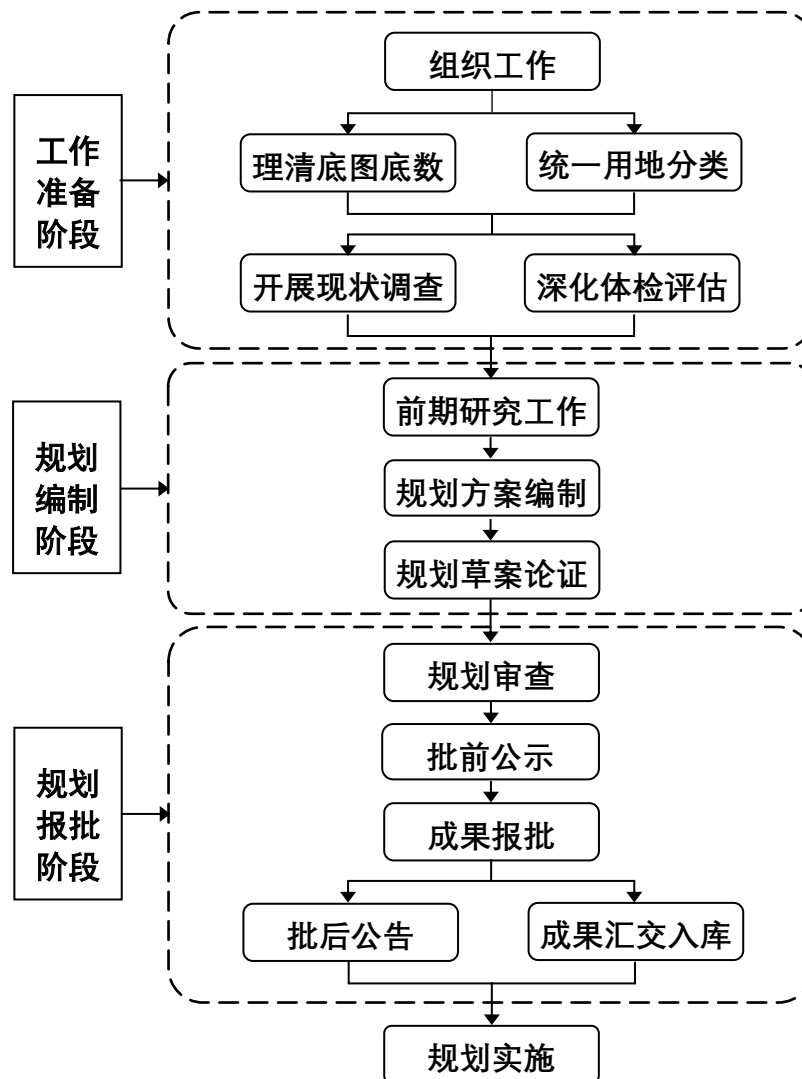 组织工作
工作
准备
阶段
理清底图底数
统一用地分类
开展现状调查
深化体检评估
规划
编制
阶段
前期研究工作
规划方案编制
规划草案论证
规划
报批
阶段
规划审查
批前公示
成果报批
批后公告
成果汇交入库
规划实施